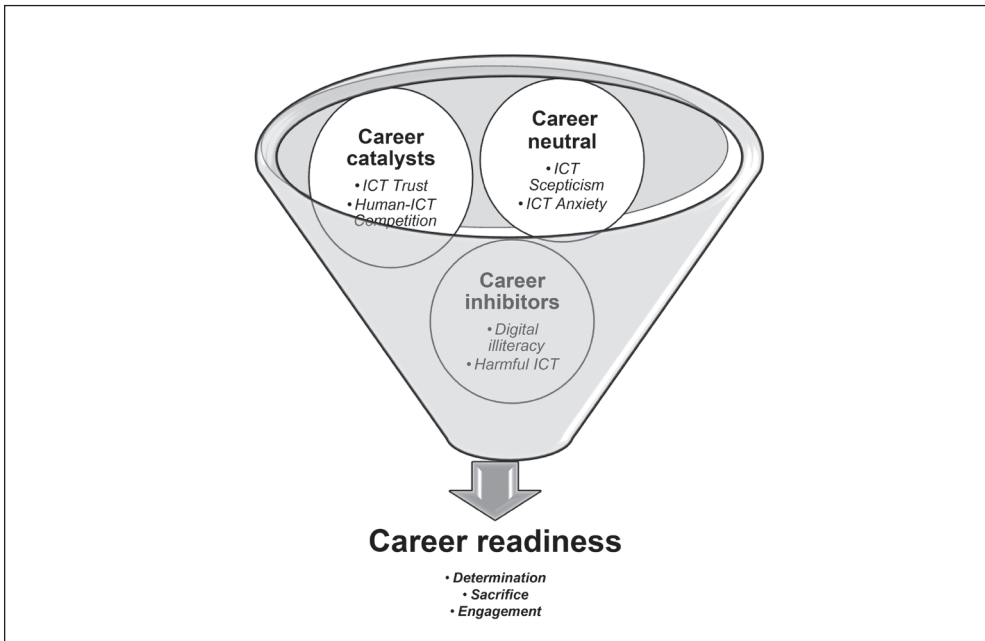 Career
catalysts
• ICT Trust
• Human-ICT
Competition
Career
neutral
• ICT
Scepticism
• ICT Anxiety
Career
inhibitors
• Digital
illiteracy
• Harmful ICT
Career readiness
• Determination
• Sacrifice
• Engagement